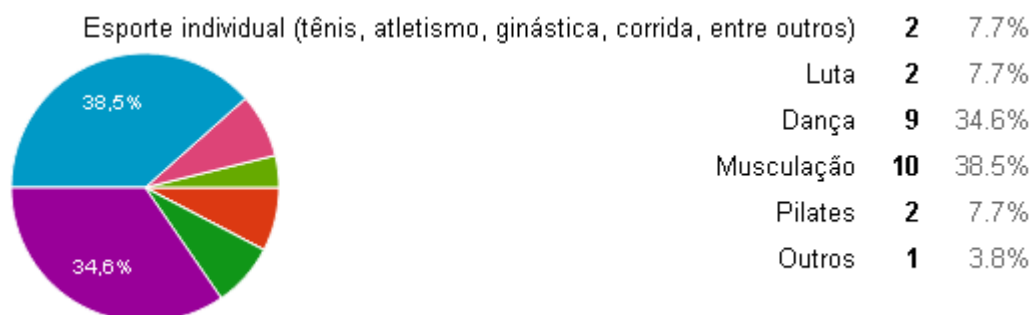 Esporte individual (tênis, atletismo, ginástica, corrida, entre outros) 2 7.7%
Luta 2 7.7%
Dança 9 34.6%
Musculação 10 38.5%
Pilates 2 7.7%
Outros 1 3.8%
38,5%
34,6%